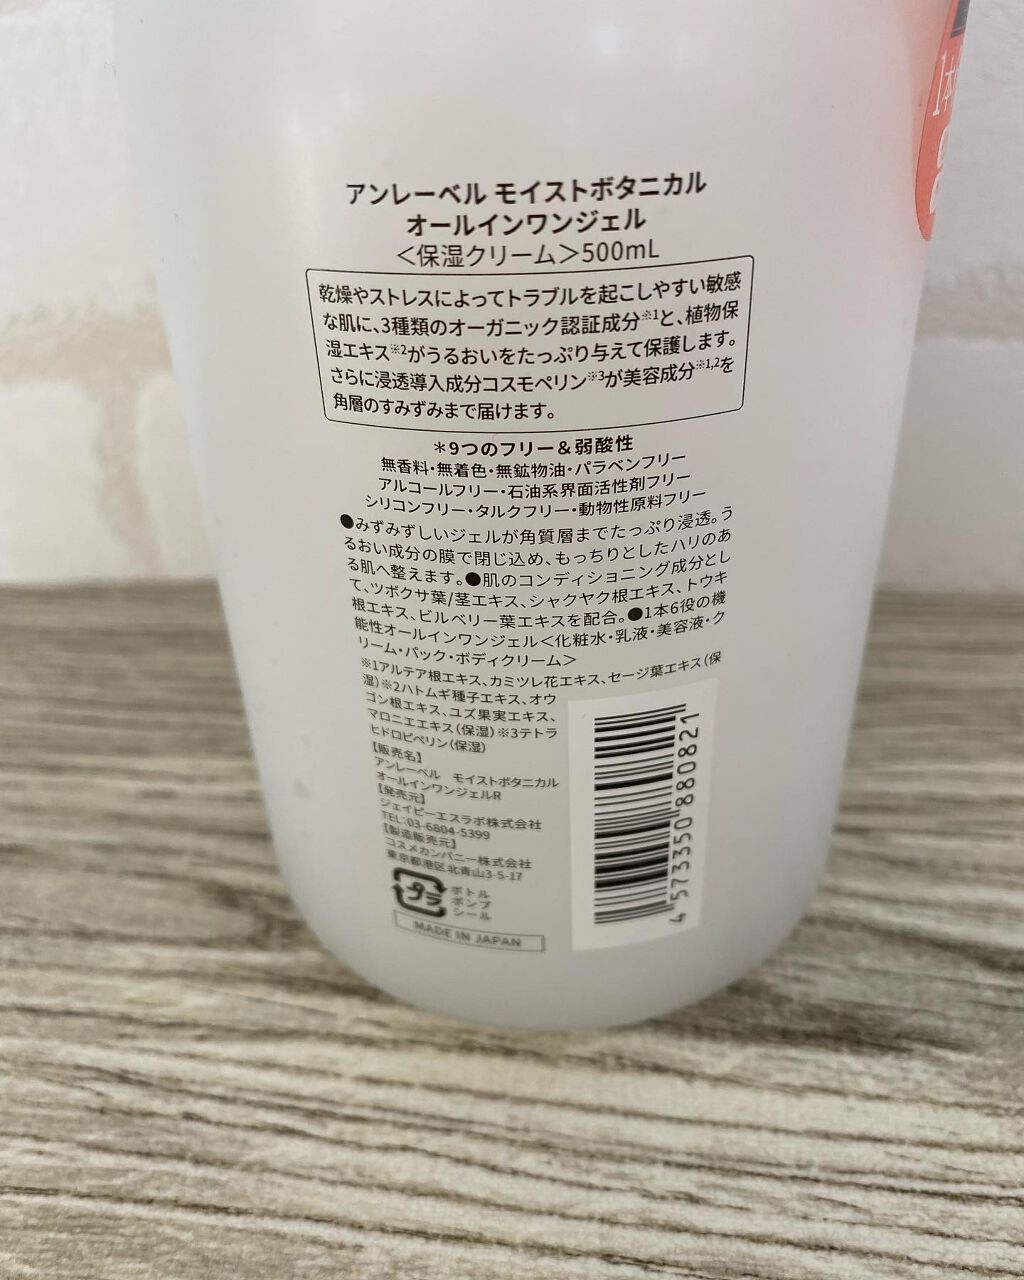 アンレーベル モイストボタニカル
オールインワンジェル
＜保湿クリーム＞500mL
乾燥やストレスによってトラブルを起こしやすい敏感
な肌に、3種類のオーガニック認証成分※1と、植物保
湿エキス※2がうるおいをたっぷり与えて保護します。
さらに浸透導入成分コスモペリン※3が美容成分※1,2を
角層のすみずみまで届けます。
＊9つのフリー＆弱酸性
無香料・無着色・無鉱物油・パラベンフリー
アルコールフリー・石油系界面活性剤フリー
シリコンフリー・タルクフリー・動物性原料フリー
●みずみずしいジェルが角質層までたっぷり浸透。う
るおい成分の膜で閉じ込め、もっちりとしたハリのあ
る肌へ整えます。●肌のコンディショニング成分とし
て、ツボクサ葉/茎エキス、シャクヤク根エキス、トウキ
根エキス、ビルベリー葉エキスを配合。●1本6役の機
能性オールインワンジェル＜化粧水・乳液・美容液・ク
リーム・パック・ボディクリーム＞
※1アルテア根エキス、カミツレ花エキス、セージ葉エキス（保
湿）※2ハトムギ種子エキス、オウ
ゴン根エキス、ユズ果実エキス、
マロニエエキス（保湿）※3テトラ
ヒドロピペリン（保湿）
【販売名】
アンレーベル　モイストボタニカル
オールインワンジェルR
【発売元】
ジェイピーエスラボ株式会社
TEL：03-6804-5399
【製造販売元】
コスメカンパニー株式会社
東京都港区北青山3-5-17
プラ
ボトル
ポンプ
シール
MADE IN JAPAN
4 573350 880821
1本